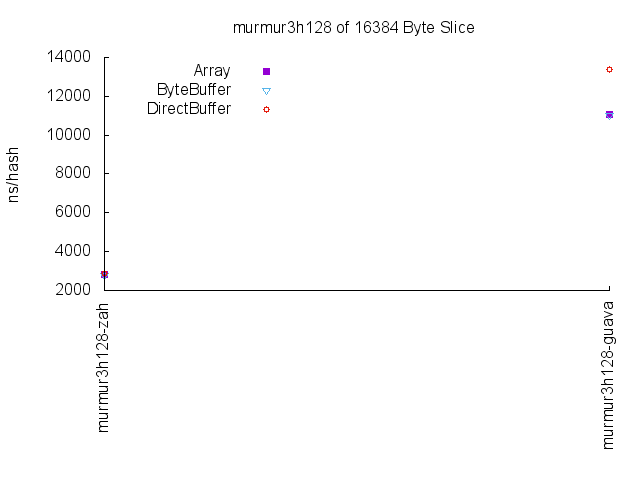 murmur3h128 of 16384 Byte Slice
ns/hash
14000
12000
10000
8000
6000
4000
2000
Array
ByteBuffer
DirectBuffer
murmur3h128-zah
murmur3h128-guava